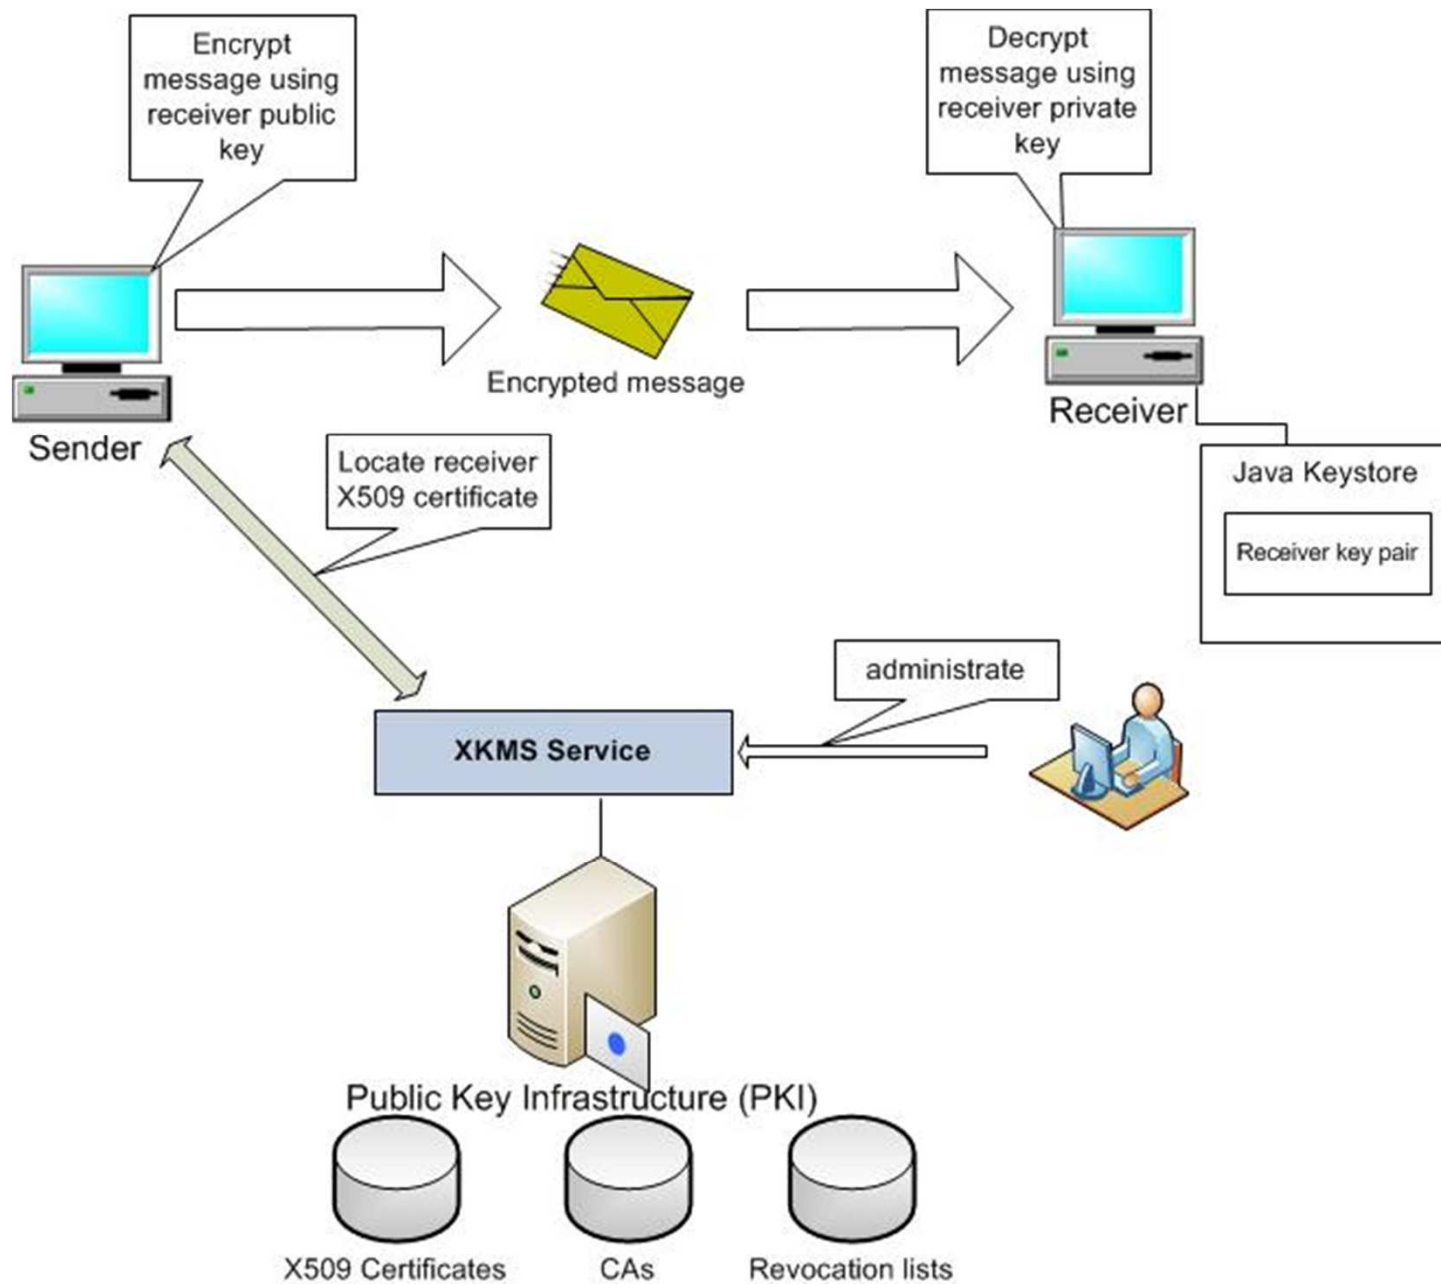 Encrypt
message using
receiver public
key
Decrypt
message using
receiver private
key
Encrypted message
Sender
Receiver
Locate receiver
X509 certificate
Java Keystore
Receiver key pair
administrate
XKMS Service
Public Key Infrastructure (PKI)
X509 Certificates
CAs
Revocation lists